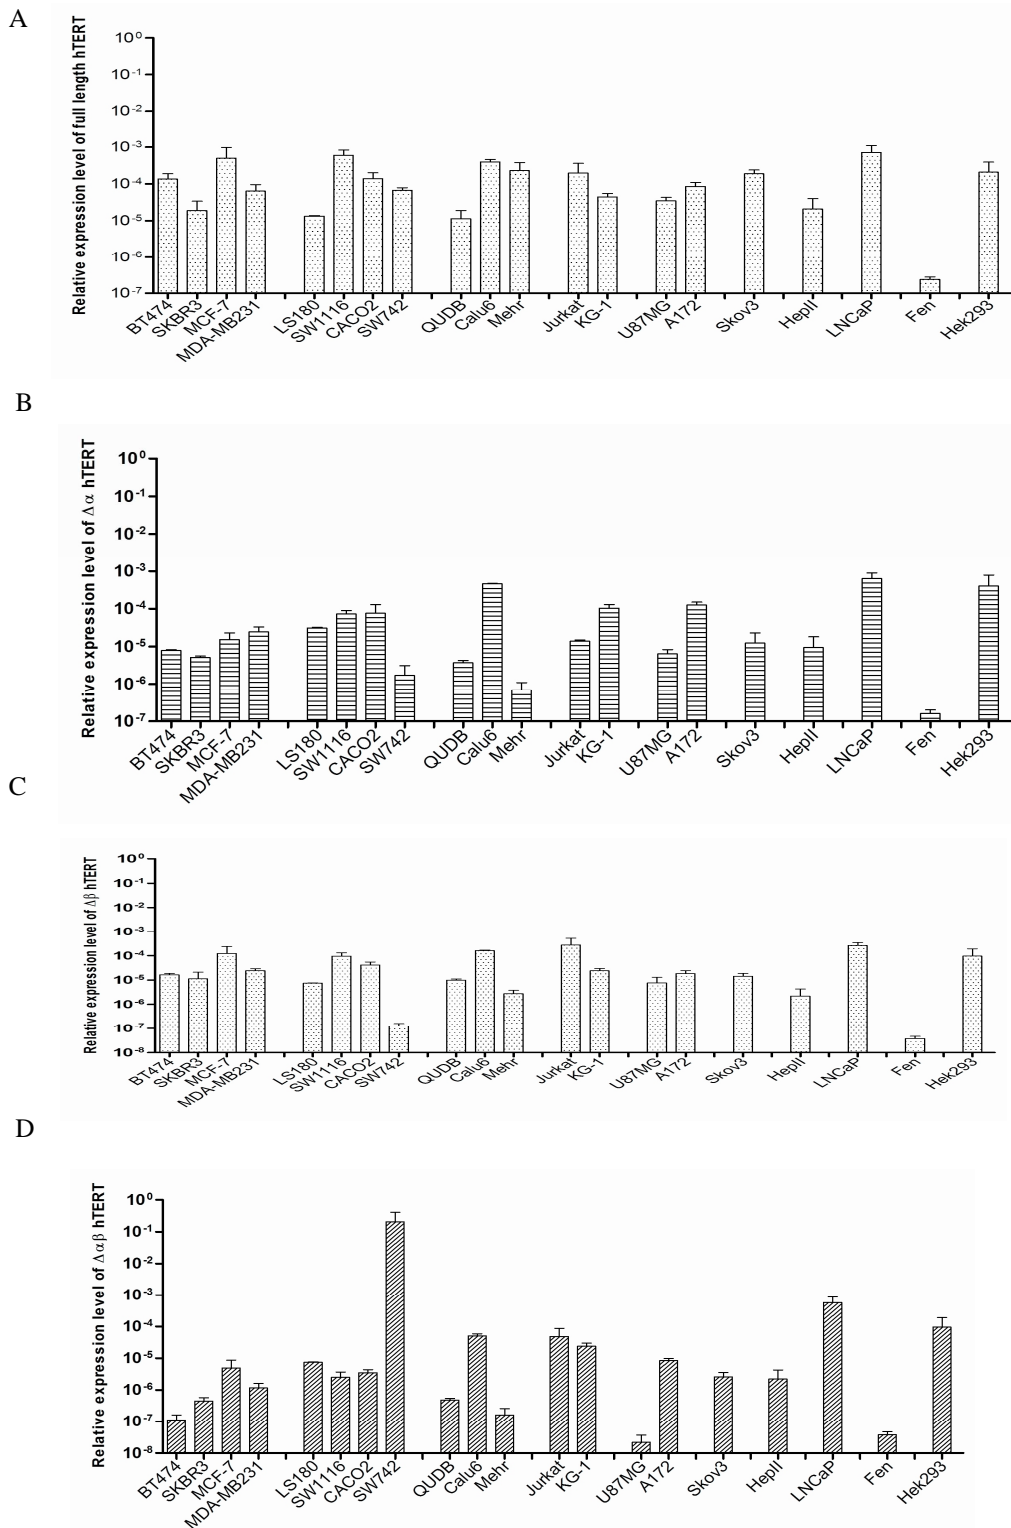 A
Relative expression level of full length hTERT
10⁰
10⁻¹
10⁻²
10⁻³
10⁻⁴
10⁻⁵
10⁻⁶
10⁻⁷
BT474 SKBR3 MCF-7 MDA-MB231 LS180 SW1116 CACO2 SW742 QUDB Calu6 Mehr Jurkat KG-1 U87MG A172 Skov3 HepII LNCaP Fen Hek293
B
Relative expression level of Δα hTERT
10⁰
10⁻¹
10⁻²
10⁻³
10⁻⁴
10⁻⁵
10⁻⁶
10⁻⁷
BT474 SKBR3 MCF-7 MDA-MB231 LS180 SW1116 CACO2 SW742 QUDB Calu6 Mehr Jurkat KG-1 U87MG A172 Skov3 HepII LNCaP Fen Hek293
C
Relative expression level of Δβ hTERT
10⁰
10⁻¹
10⁻²
10⁻³
10⁻⁴
10⁻⁵
10⁻⁶
10⁻⁷
10⁻⁸
BT474 SKBR3 MCF-7 MDA-MB231 LS180 SW1116 CACO2 SW742 QUDB Calu6 Mehr Jurkat KG-1 U87MG A172 Skov3 HepII LNCaP Fen Hek293
D
Relative expression level of Δαβ hTERT
10⁰
10⁻¹
10⁻²
10⁻³
10⁻⁴
10⁻⁵
10⁻⁶
10⁻⁷
10⁻⁸
BT474 SKBR3 MCF-7 MDA-MB231 LS180 SW1116 CACO2 SW742 QUDB Calu6 Mehr Jurkat KG-1 U87MG A172 Skov3 HepII LNCaP Fen Hek293